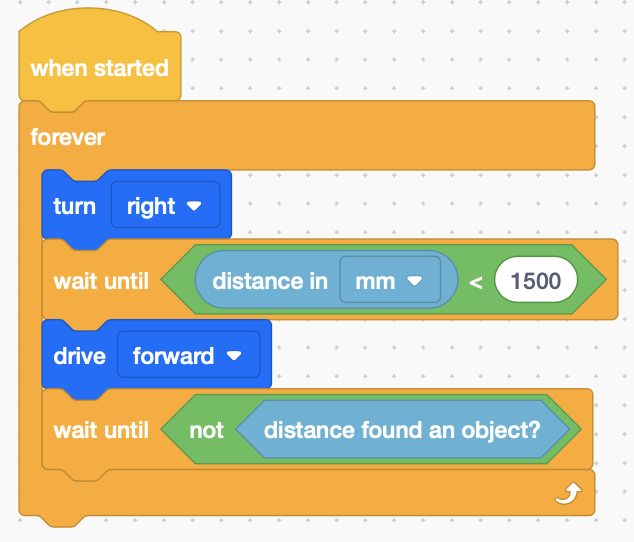 when started
forever
turn right
wait until distance in mm < 1500
drive forward
wait until not distance found an object?